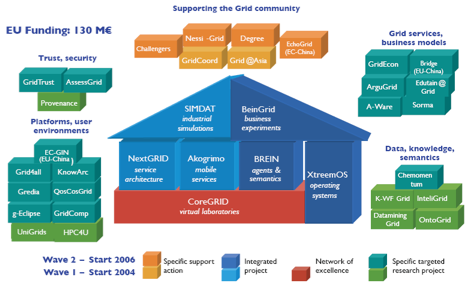 Supporting the Grid community
EU Funding: 130 M€
Challengers
Nessi -Grid
Degree
EchoGrid
(EC-China)
GridCoord
Grid @Asia
Grid services,
business models
GridEcon
Bridge
(EU-China)
ArguGrid
Edutain @
Grid
A-Ware
Sorma
Trust, security
GridTrust
AssessGrid
Provenance
Platforms, user
environments
EC-GIN
(EU-China)
GridMall
KnowArc
Gredia
QosCosGrid
g-Eclipse
GridComp
UniGrids
HPC4U
SIMDAT
industrial
simulations
BeinGrid
business
experiments
NextGRID
service
architecture
Akogrimo
mobile
services
BREIN
agents &
semantics
XtreemOS
operating
systems
CoreGRID
virtual laboratories
Data, knowledge,
semantics
Chemomen
tum
K-WF Grid
InteliGrid
Datamining
Grid
OntoGrid
Wave 2 – Start 2006
Wave 1 – Start 2004
Specific support
action
Integrated
project
Network of
excellence
Specific targeted
research project